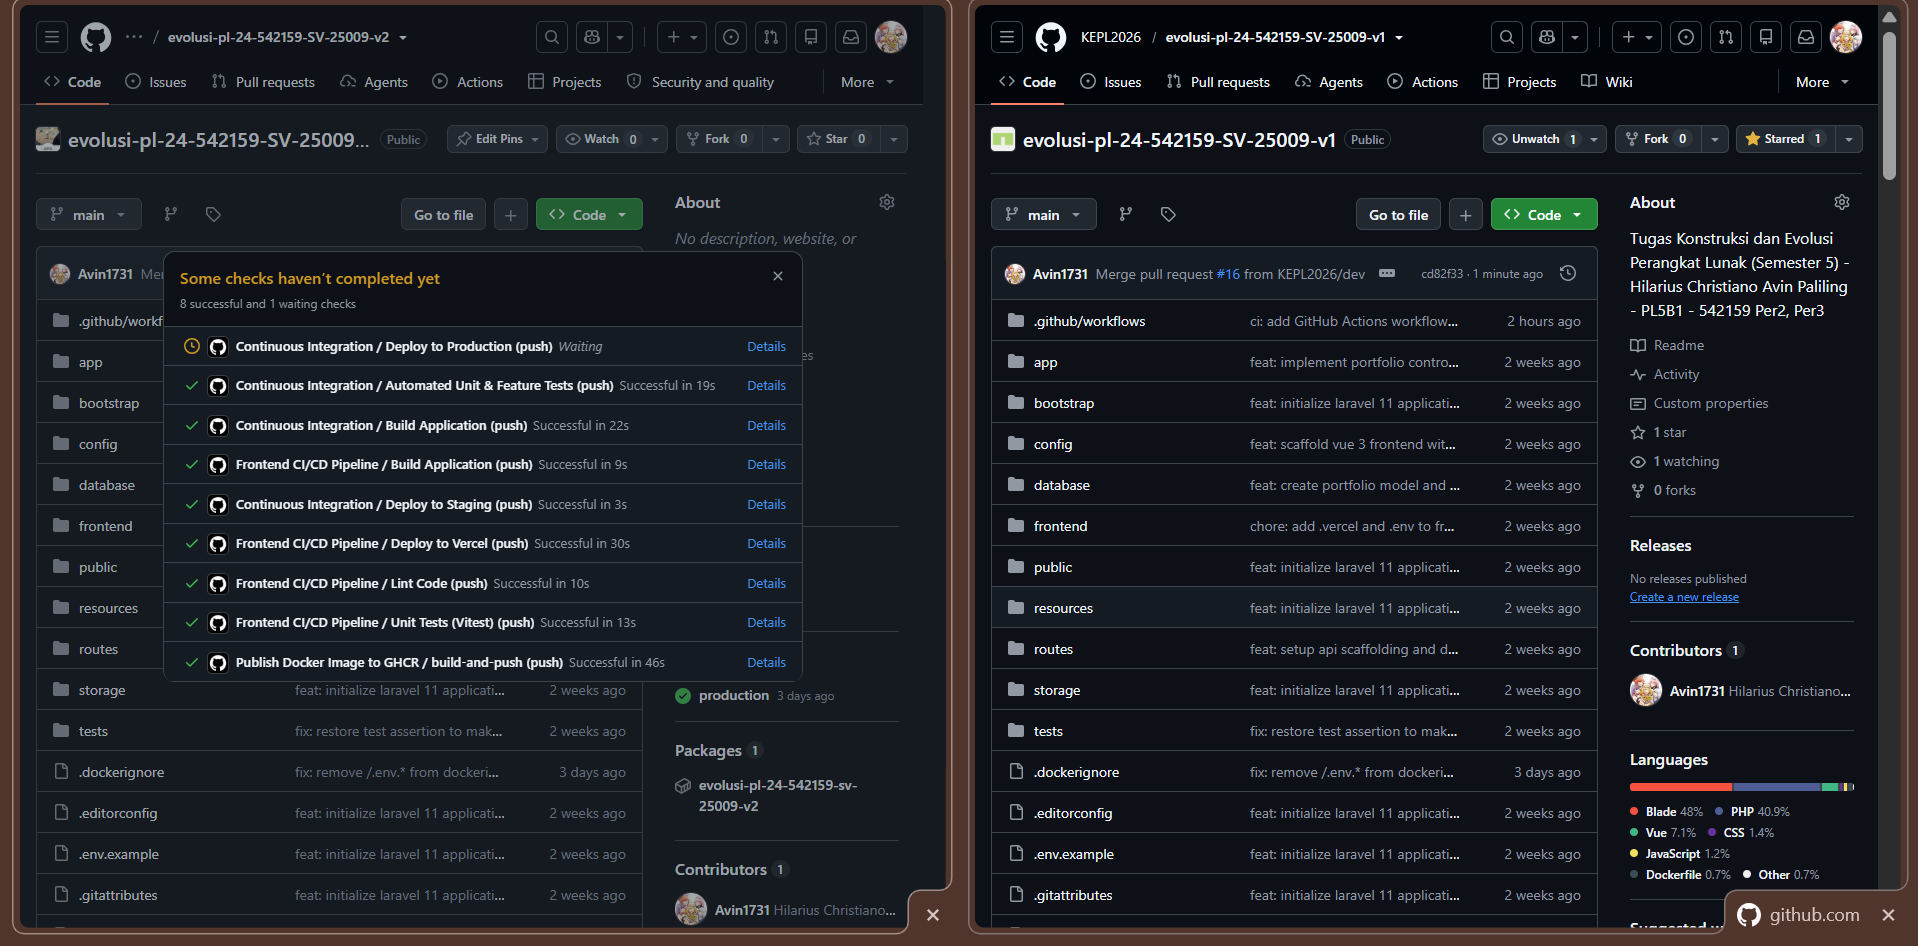 / evolusi-pl-24-542159-SV-25009-v2
Code Issues Pull requests Agents Actions Projects Security and quality More
evolusi-pl-24-542159-SV-25009... Public Edit Pins Watch 0 Fork 0 Star 0
main Go to file Code
About
No description, website, or
Avin1731 Mer
Some checks haven't completed yet
8 successful and 1 waiting checks
Continuous Integration / Deploy to Production (push) Waiting Details
Continuous Integration / Automated Unit & Feature Tests (push) Successful in 19s Details
Continuous Integration / Build Application (push) Successful in 22s Details
Frontend CI/CD Pipeline / Build Application (push) Successful in 9s Details
Continuous Integration / Deploy to Staging (push) Successful in 3s Details
Frontend CI/CD Pipeline / Deploy to Vercel (push) Successful in 30s Details
Frontend CI/CD Pipeline / Lint Code (push) Successful in 10s Details
Frontend CI/CD Pipeline / Unit Tests (Vitest) (push) Successful in 13s Details
Publish Docker Image to GHCR / build-and-push (push) Successful in 46s Details
.github/workf
app
bootstrap
config
database
frontend
public
resources
routes
storage feat: initialize laravel 11 applicati... 2 weeks ago
tests fix: restore test assertion to mak... 2 weeks ago
.dockerignore fix: remove /.env.* from dockeri... 3 days ago
.editorconfig feat: initialize laravel 11 applicati... 2 weeks ago
.env.example feat: initialize laravel 11 applicati... 2 weeks ago
.gitattributes feat: initialize laravel 11 applicati... 2 weeks ago
es
production 3 days ago
Packages 1
evolusi-pl-24-542159-sv-
25009-v2
Contributors 1
Avin1731 Hilarius Christiano...
KEPL2026 / evolusi-pl-24-542159-SV-25009-v1
Code Issues Pull requests Agents Actions Projects Wiki More
evolusi-pl-24-542159-SV-25009-v1 Public Unwatch 1 Fork 0 Starred 1
main Go to file Code
Avin1731 Merge pull request #16 from KEPL2026/dev cd82f33 · 1 minute ago
.github/workflows ci: add GitHub Actions workflow... 2 hours ago
app feat: implement portfolio contro... 2 weeks ago
bootstrap feat: initialize laravel 11 applicati... 2 weeks ago
config feat: scaffold vue 3 frontend wit... 2 weeks ago
database feat: create portfolio model and ... 2 weeks ago
frontend chore: add .vercel and .env to fr... 2 weeks ago
public feat: initialize laravel 11 applicati... 2 weeks ago
resources feat: initialize laravel 11 applicati... 2 weeks ago
routes feat: setup api scaffolding and d... 2 weeks ago
storage feat: initialize laravel 11 applicati... 2 weeks ago
tests fix: restore test assertion to mak... 2 weeks ago
.dockerignore fix: remove /.env.* from dockeri... 3 days ago
.editorconfig feat: initialize laravel 11 applicati... 2 weeks ago
.env.example feat: initialize laravel 11 applicati... 2 weeks ago
.gitattributes feat: initialize laravel 11 applicati... 2 weeks ago
About
Tugas Konstruksi dan Evolusi
Perangkat Lunak (Semester 5) -
Hilarius Christiano Avin Paliling
- PL5B1 - 542159 Per2, Per3
Readme
Activity
Custom properties
1 star
1 watching
0 forks
Releases
No releases published
Create a new release
Contributors 1
Avin1731 Hilarius Christiano...
Languages
Blade 48% PHP 40.9%
Vue 7.1% CSS 1.4%
JavaScript 1.2%
Dockerfile 0.7% Other 0.7%
github.com